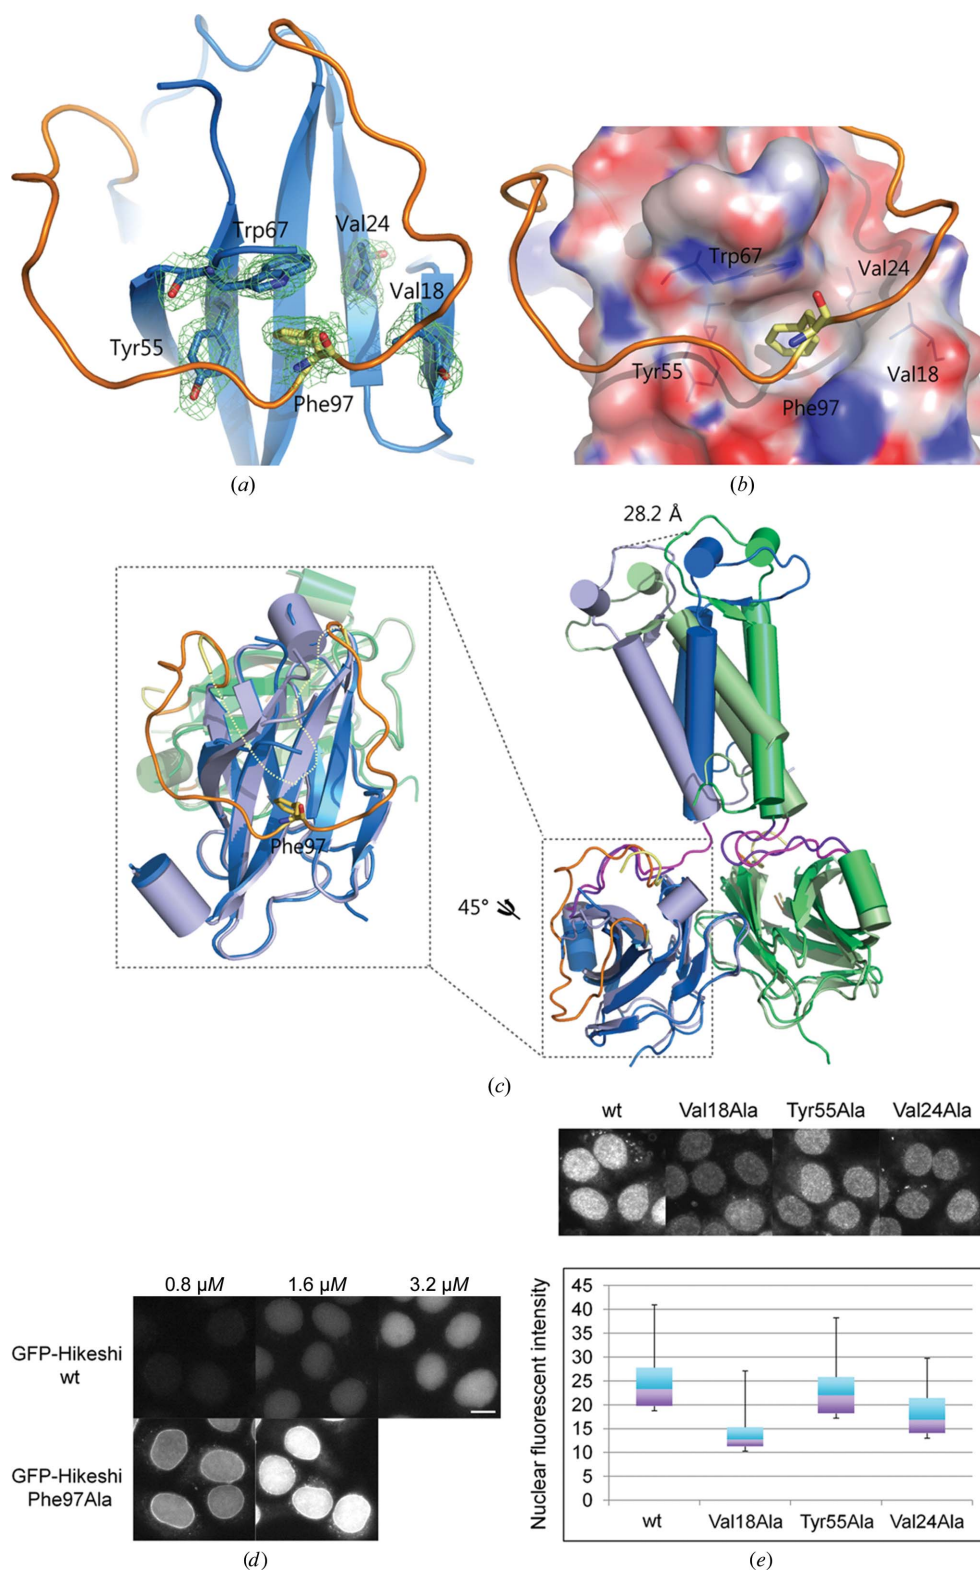 Trp67
Val24
Val18
Tyr55
Phe97
(a)
Trp67
Val24
Tyr55
Val18
Phe97
(b)
28.2 Å
Phe97
45°
(c)
wt
Val18Ala
Tyr55Ala
Val24Ala
0.8 µM
1.6 µM
3.2 µM
GFP-Hikeshi
wt
GFP-Hikeshi
Phe97Ala
(d)
Nuclear fluorescent intensity
45
40
35
30
25
20
15
10
5
0
wt
Val18Ala
Tyr55Ala
Val24Ala
(e)